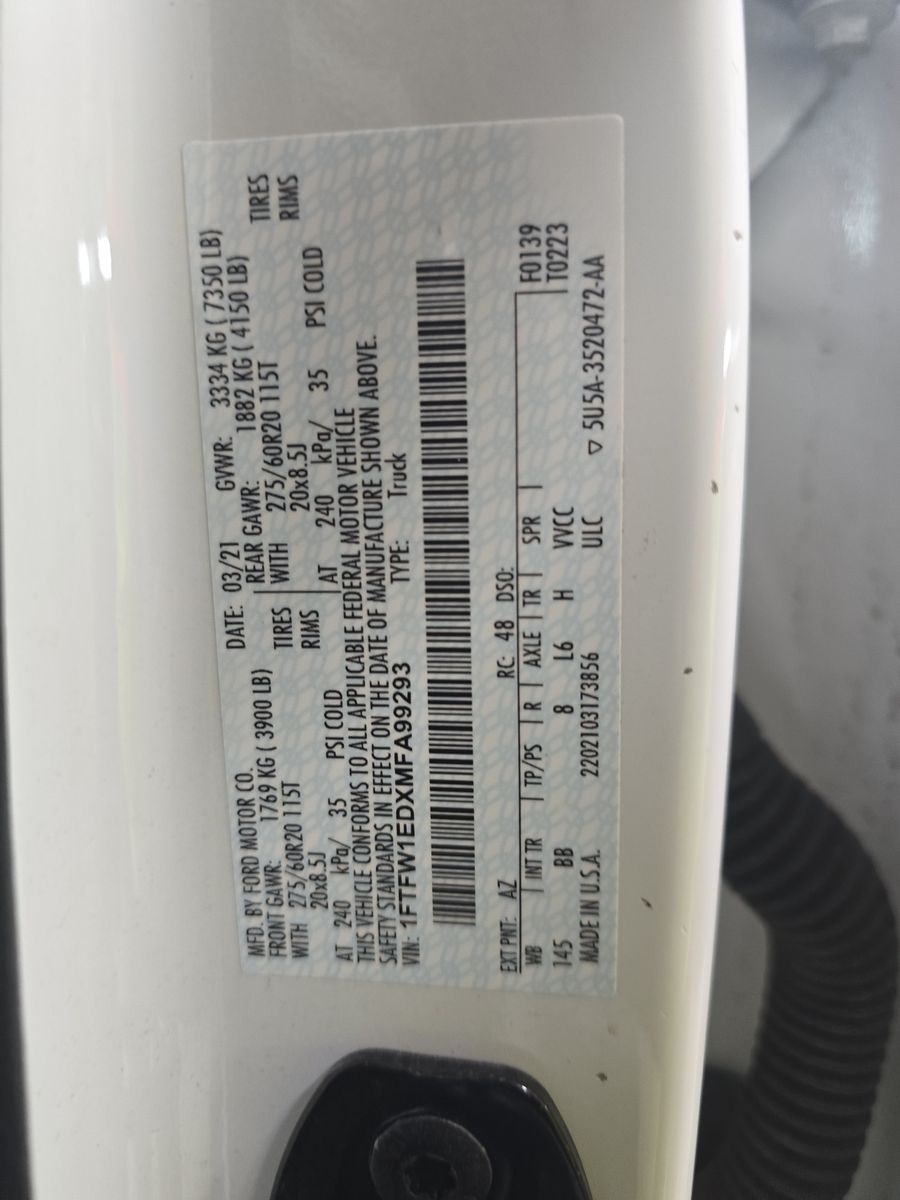 MFD. BY FORD MOTOR CO. DATE: 03/21 GVWR: 3334 KG ( 7350 LB)
FRONT GAWR: 1769 KG ( 3900 LB) REAR GAWR: 1882 KG ( 4150 LB)
WITH 275/60R20 115T TIRES WITH 275/60R20 115T TIRES
20x8.5J RIMS 20x8.5J RIMS
AT 240 kPa/ 35 PSI COLD AT 240 kPa/ 35 PSI COLD
THIS VEHICLE CONFORMS TO ALL APPLICABLE FEDERAL MOTOR VEHICLE
SAFETY STANDARDS IN EFFECT ON THE DATE OF MANUFACTURE SHOWN ABOVE.
VIN: 1FTFW1EDXMFA99293 TYPE: Truck
EXT PNT: AZ RC: 48 DSO: F0139
WB INT TR TP/PS R AXLE TR SPR T0223
145 BB 8 L6 H VVCC
MADE IN U.S.A. 2202103173856 ULC ▽ 5U5A-3520472-AA